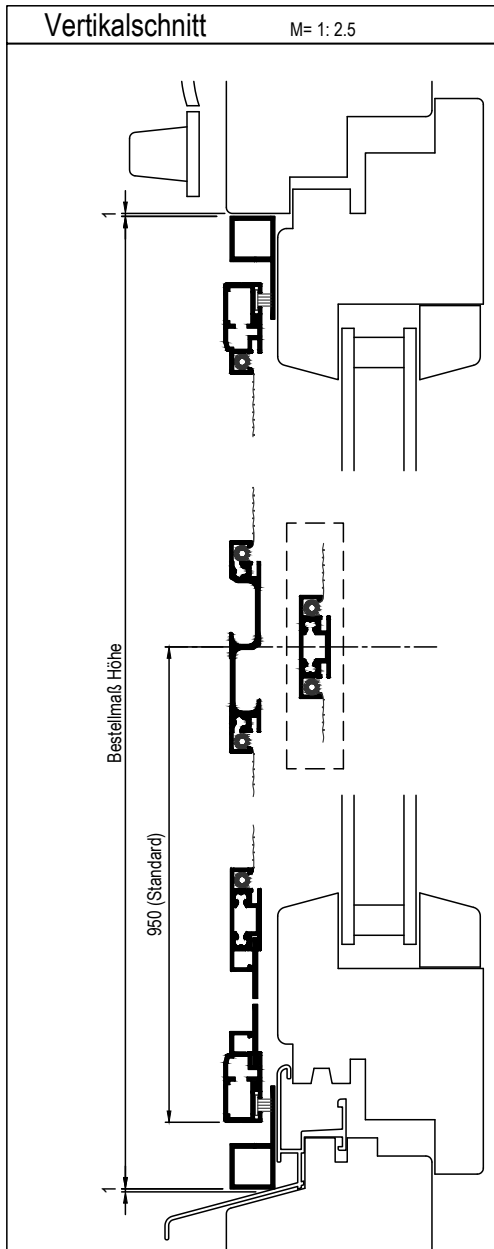 Vertikalschnitt M= 1: 2.5
1
Bestellmaß Höhe
950 (Standard)
1